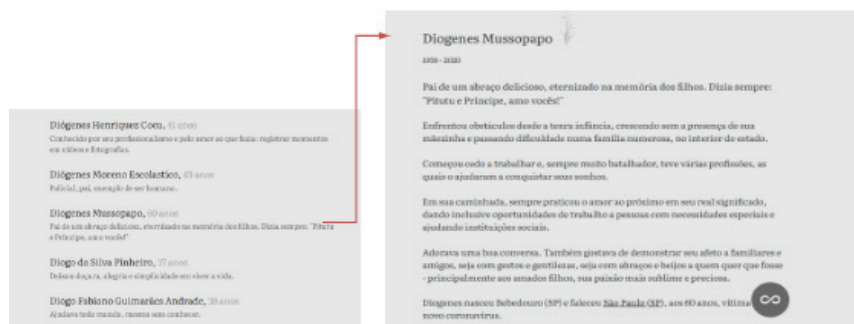 Diógenes Henriques Coca, 41 anos
Conhecido por seu profissionalismo e pelo amor ao que fazia: registrar momentos
em vídeos e fotografias.
Diógenes Moreno Escolastico, 43 anos
Policial, pai, exemplo de ser humano.
Diogenes Mussopapo, 60 anos
Pai de um abraço delicioso, eternizado na memória dos filhos. Dizia sempre: "Pitutu
e Príncipe, amo vocês!"
Diogo da Silva Pinheiro, 77 anos
Deixou doçura, alegria e simplicidade em viver a vida.
Diogo Fabiano Guimarães Andrade, 38 anos
Ajudava todo mundo, mesmo sem conhecer.
Diogenes Mussopapo
1959 - 2020
Pai de um abraço delicioso, eternizado na memória dos filhos. Dizia sempre:
"Pitutu e Príncipe, amo vocês!"
Enfrentou obstáculos desde a tenra infância, crescendo sem a presença de sua
mãezinha e passando dificuldade numa família numerosa, no interior do estado.
Começou cedo a trabalhar e, sempre muito batalhador, teve várias profissões, as
quais o ajudaram a conquistar seus sonhos.
Em sua caminhada, sempre praticou o amor ao próximo em seu real significado,
dando inclusive oportunidades de trabalho a pessoas com necessidades especiais e
ajudando instituições sociais.
Adorava uma boa conversa. Também gostava de demonstrar seu afeto a familiares e
amigos, seja com gestos e gentilezas, seja com abraços e beijos a quem quer que fosse
- principalmente aos amados filhos, sua paixão mais sublime e preciosa.
Diogenes nasceu Bebedouro (SP) e faleceu São Paulo (SP), aos 60 anos, vítima
novo coronavírus.